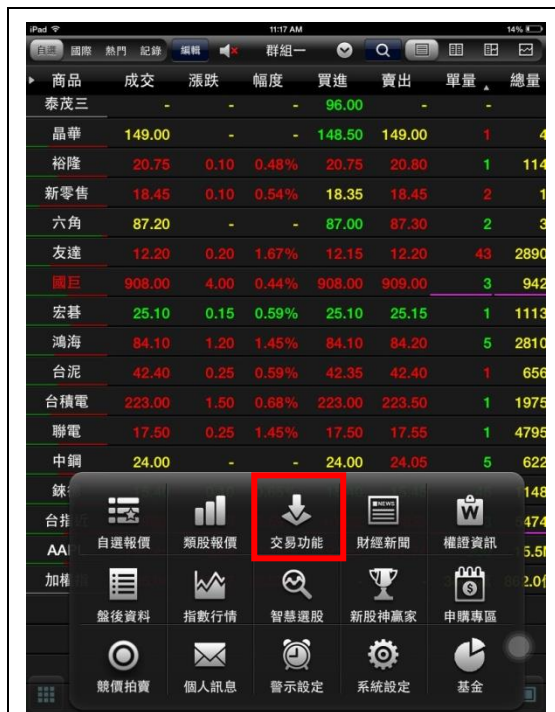 iPad 11:17 AM 14%
自選 國際 熱門 記錄 編輯 群組一
商品 成交 漲跌 幅度 買進 賣出 單量 總量
泰茂三 - - - 96.00 - -
晶華 149.00 - - 148.50 149.00 1 4
裕隆 20.75 0.10 0.48% 20.75 20.80 1 114
新零售 18.45 0.10 0.54% 18.35 18.45 2 1
六角 87.20 - - 87.00 87.30 2 3
友達 12.20 0.20 1.67% 12.15 12.20 43 2890
國巨 908.00 4.00 0.44% 908.00 909.00 3 942
宏碁 25.10 0.15 0.59% 25.10 25.15 1 1113
鴻海 84.10 1.20 1.45% 84.10 84.20 5 2810
台泥 42.40 0.25 0.59% 42.35 42.40 1 656
台積電 223.00 1.50 0.68% 223.00 223.50 1 1975
聯電 17.50 0.25 1.45% 17.50 17.55 1 4795
中鋼 24.00 - - 24.00 24.05 5 622
148
台指近 5474
AAP 5.5
加權 2.0
NEWS W
自選報價 類股報價 交易功能 財經新聞 權證資訊
盤後資料 指數行情 智慧選股 新股神贏家 申購專區
競價拍賣 個人訊息 警示設定 系統設定 基金